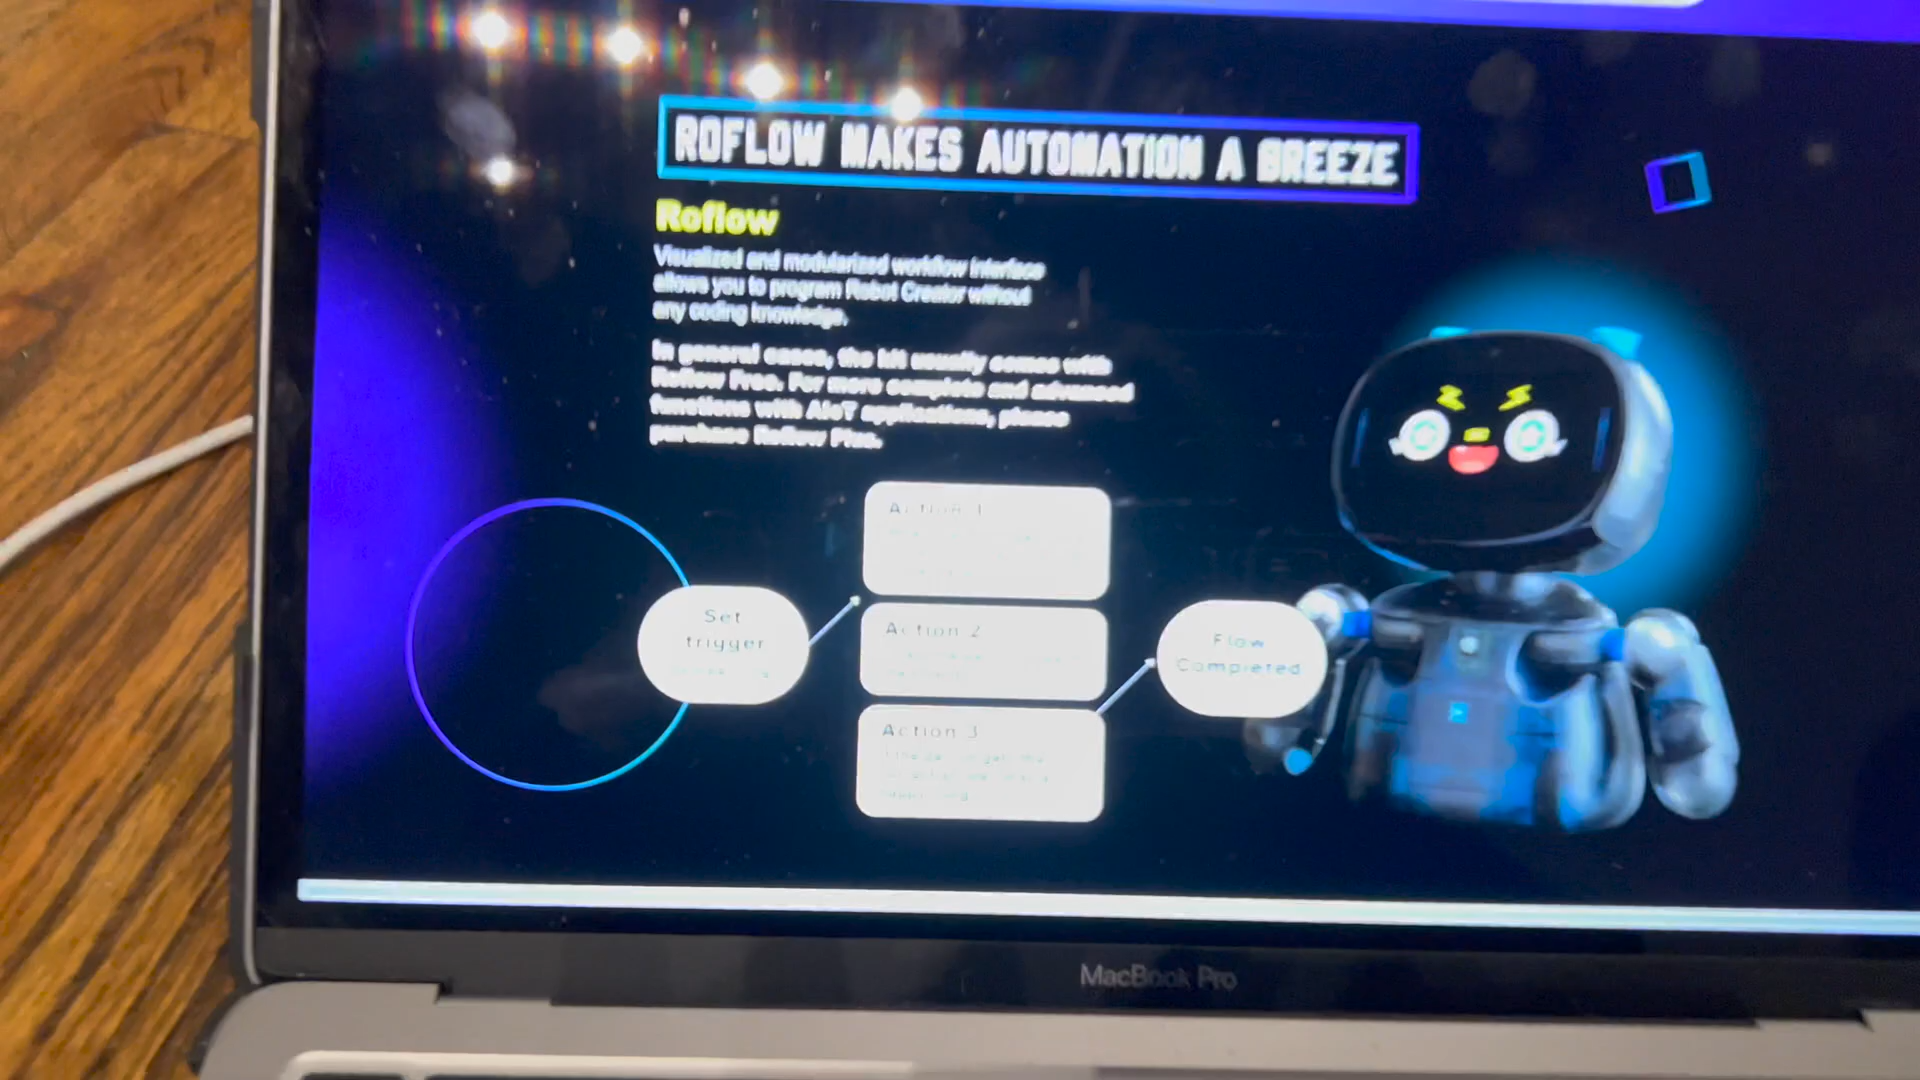 ROFLOW MAKES AUTOMATION A BREEZE
Roflow
Visualized and modularized workflow interface
allows you to program Robot Creator without
any coding knowledge.
In general cases, the kit usually comes with
Roflow Free. For more complete and advanced
functions with AIoT applications, please
purchase Roflow Plus.
Set
trigger
Action 1
Action 2
Action 3
Flow
Completed
MacBook Pro